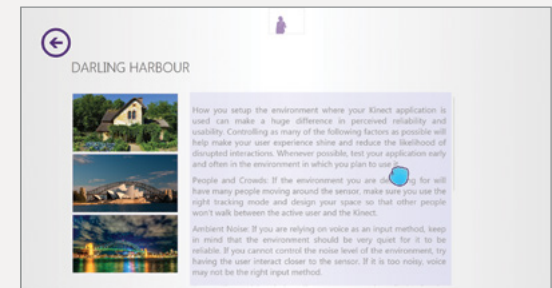 DARLING HARBOUR
How you setup the environment where your Kinect application is
used can make a huge difference in perceived reliability and
usability. Controlling as many of the following factors as possible will
help make your user experience shine and reduce the likelihood of
disrupted interactions. Whenever possible, test your application early
and often in the environment in which you plan to use
People and Crowds: If the environment you are for will
have many people moving around the sensor, make sure you use the
right tracking mode and design your space so that other people
won't walk between the active user and the Kinect.
Ambient Noise: If you are relying on voice as an input method, keep
in mind that the environment should be very quiet for it to be
reliable. If you cannot control the noise level of the environment, try
having the user interact closer to the sensor. If it is too noisy, voice
may not be the right input method.